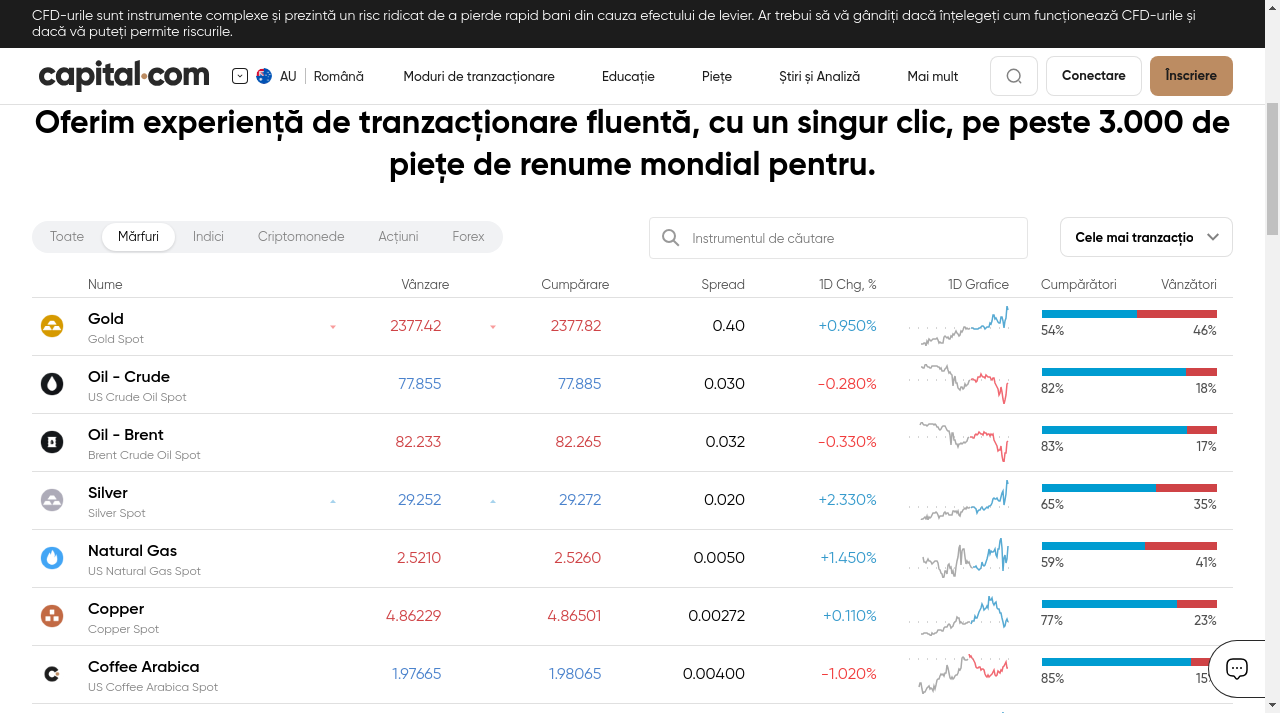 CFD-urile sunt instrumente complexe și prezintă un risc ridicat de a pierde rapid bani din cauza efectului de levier. Ar trebui să vă gândiți dacă înțelegeți cum funcționează CFD-urile și
dacă vă puteți permite riscurile.
capital.com AU Română Moduri de tranzacționare Educație Piețe Știri și Analiză Mai mult Conectare Înscriere
Oferim experiență de tranzacționare fluentă, cu un singur clic, pe peste 3.000 de
piețe de renume mondial pentru.
Toate Mărfuri Indici Criptomonede Acțiuni Forex Instrumentul de căutare Cele mai tranzacțio
Nume Vânzare Cumpărare Spread 1D Chg, % 1D Grafice Cumpărători Vânzători
Gold 2377.42 2377.82 0.40 +0.950% 54% 46%
Gold Spot
Oil - Crude 77.855 77.885 0.030 -0.280% 82% 18%
US Crude Oil Spot
Oil - Brent 82.233 82.265 0.032 -0.330% 83% 17%
Brent Crude Oil Spot
Silver 29.252 29.272 0.020 +2.330% 65% 35%
Silver Spot
Natural Gas 2.5210 2.5260 0.0050 +1.450% 59% 41%
US Natural Gas Spot
Copper 4.86229 4.86501 0.00272 +0.110% 77% 23%
Copper Spot
Coffee Arabica 1.97665 1.98065 0.00400 -1.020% 85% 15%
US Coffee Arabica Spot